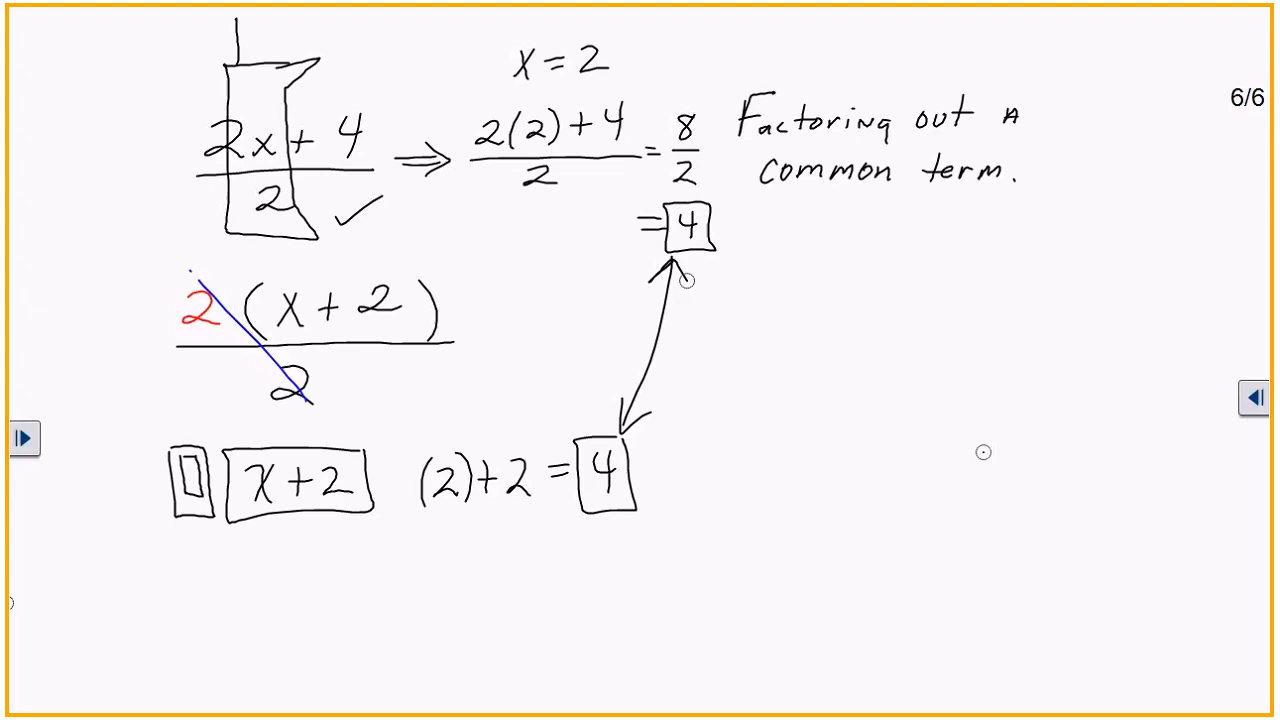 x = 2
6/6
2x + 4 / 2 ⇒ 2(2) + 4 / 2 = 8 / 2
= 4
Factoring out a
common term.
2 (x + 2) / 2
x + 2 (2) + 2 = 4